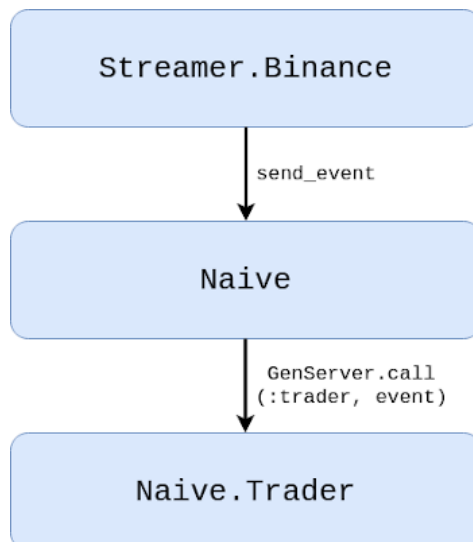 Streamer.Binance
send_event
Naive
GenServer.call
(:trader, event)
Naive.Trader